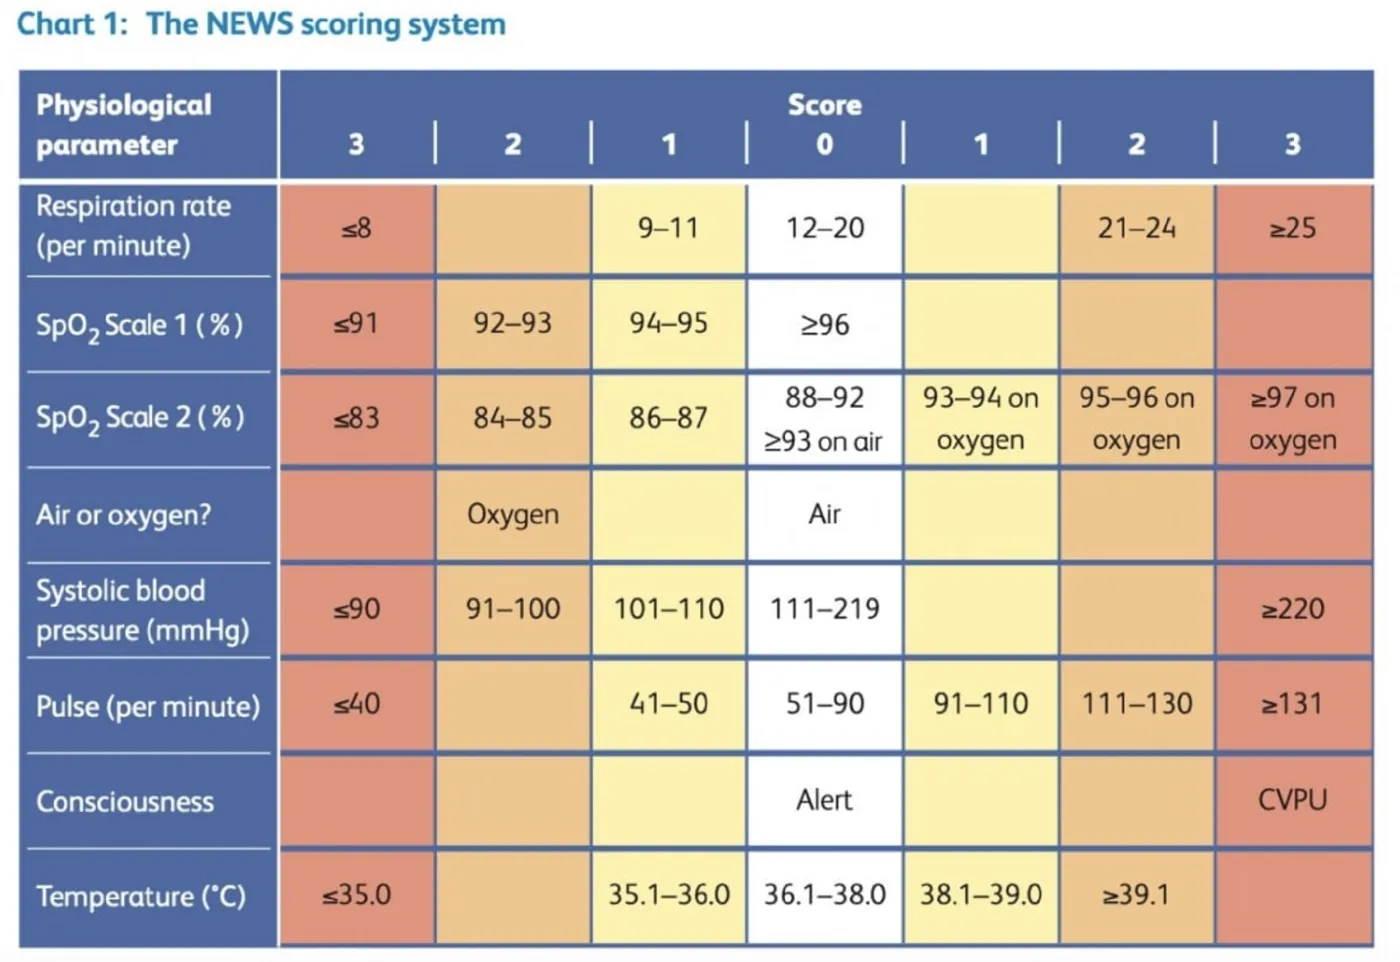 Chart 1: The NEWS scoring system
Physiological parameter
Score
3 2 1 0 1 2 3
Respiration rate (per minute) ≤8 9–11 12–20 21–24 ≥25
SpO₂ Scale 1 (%) ≤91 92–93 94–95 ≥96
SpO₂ Scale 2 (%) ≤83 84–85 86–87 88–92 ≥93 on air 93–94 on oxygen 95–96 on oxygen ≥97 on oxygen
Air or oxygen? Oxygen Air
Systolic blood pressure (mmHg) ≤90 91–100 101–110 111–219 ≥220
Pulse (per minute) ≤40 41–50 51–90 91–110 111–130 ≥131
Consciousness Alert CVPU
Temperature (°C) ≤35.0 35.1–36.0 36.1–38.0 38.1–39.0 ≥39.1